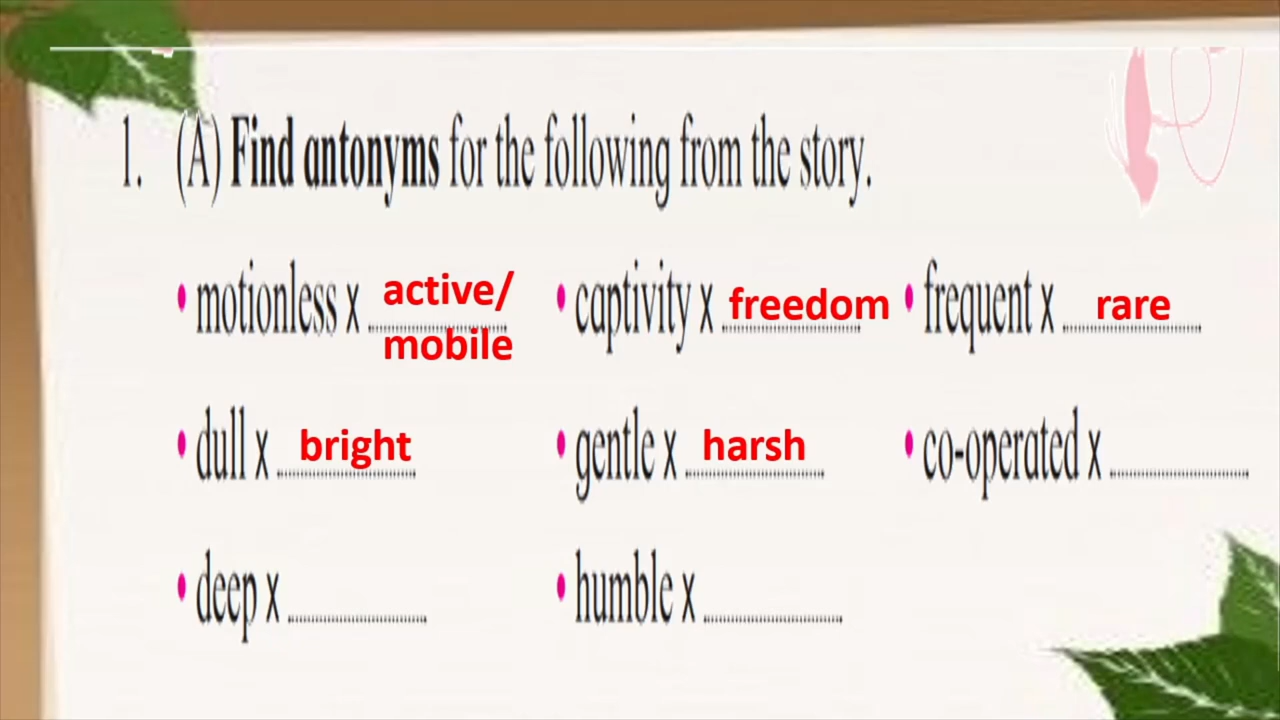 1. (A) Find antonyms for the following from the story.
• motionless x active/ mobile • captivity x freedom • frequent x rare
• dull x bright • gentle x harsh • co-operated x
• deep x • humble x